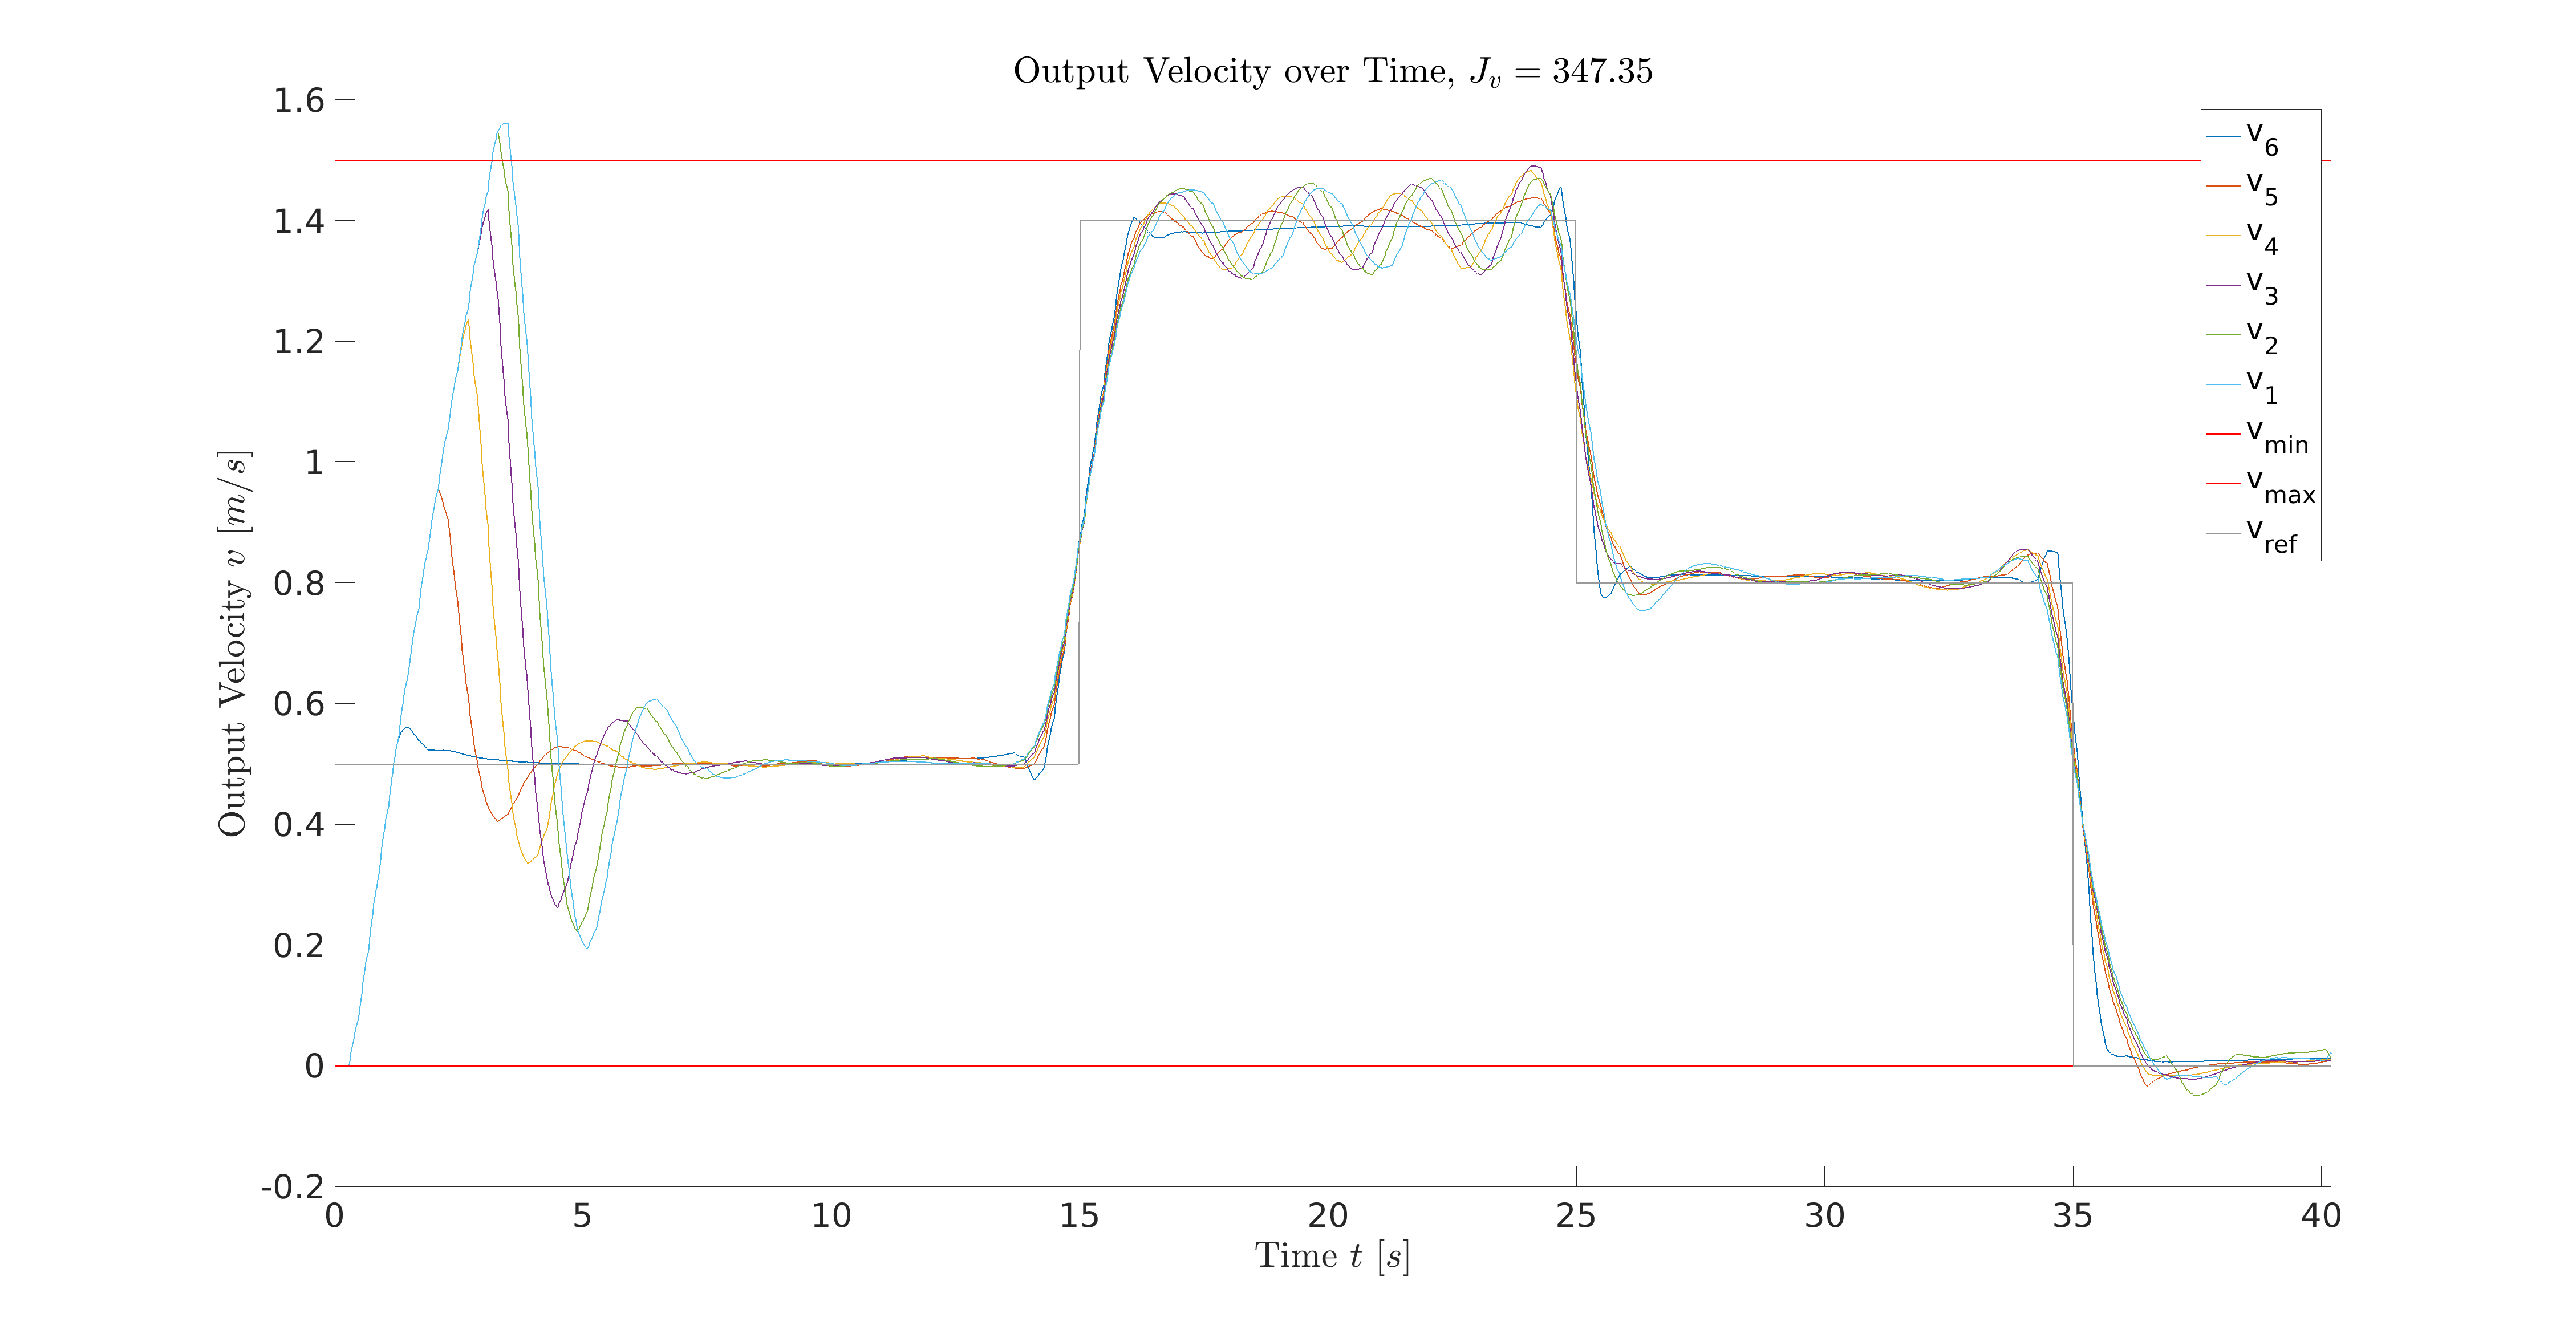 Output Velocity over Time, J_v = 347.35
1.6
1.4
1.2
1
0.8
0.6
0.4
0.2
0
-0.2
Output Velocity v [m/s]
0 5 10 15 20 25 30 35 40
Time t [s]
v_6
v_5
v_4
v_3
v_2
v_1
v_min
v_max
v_ref